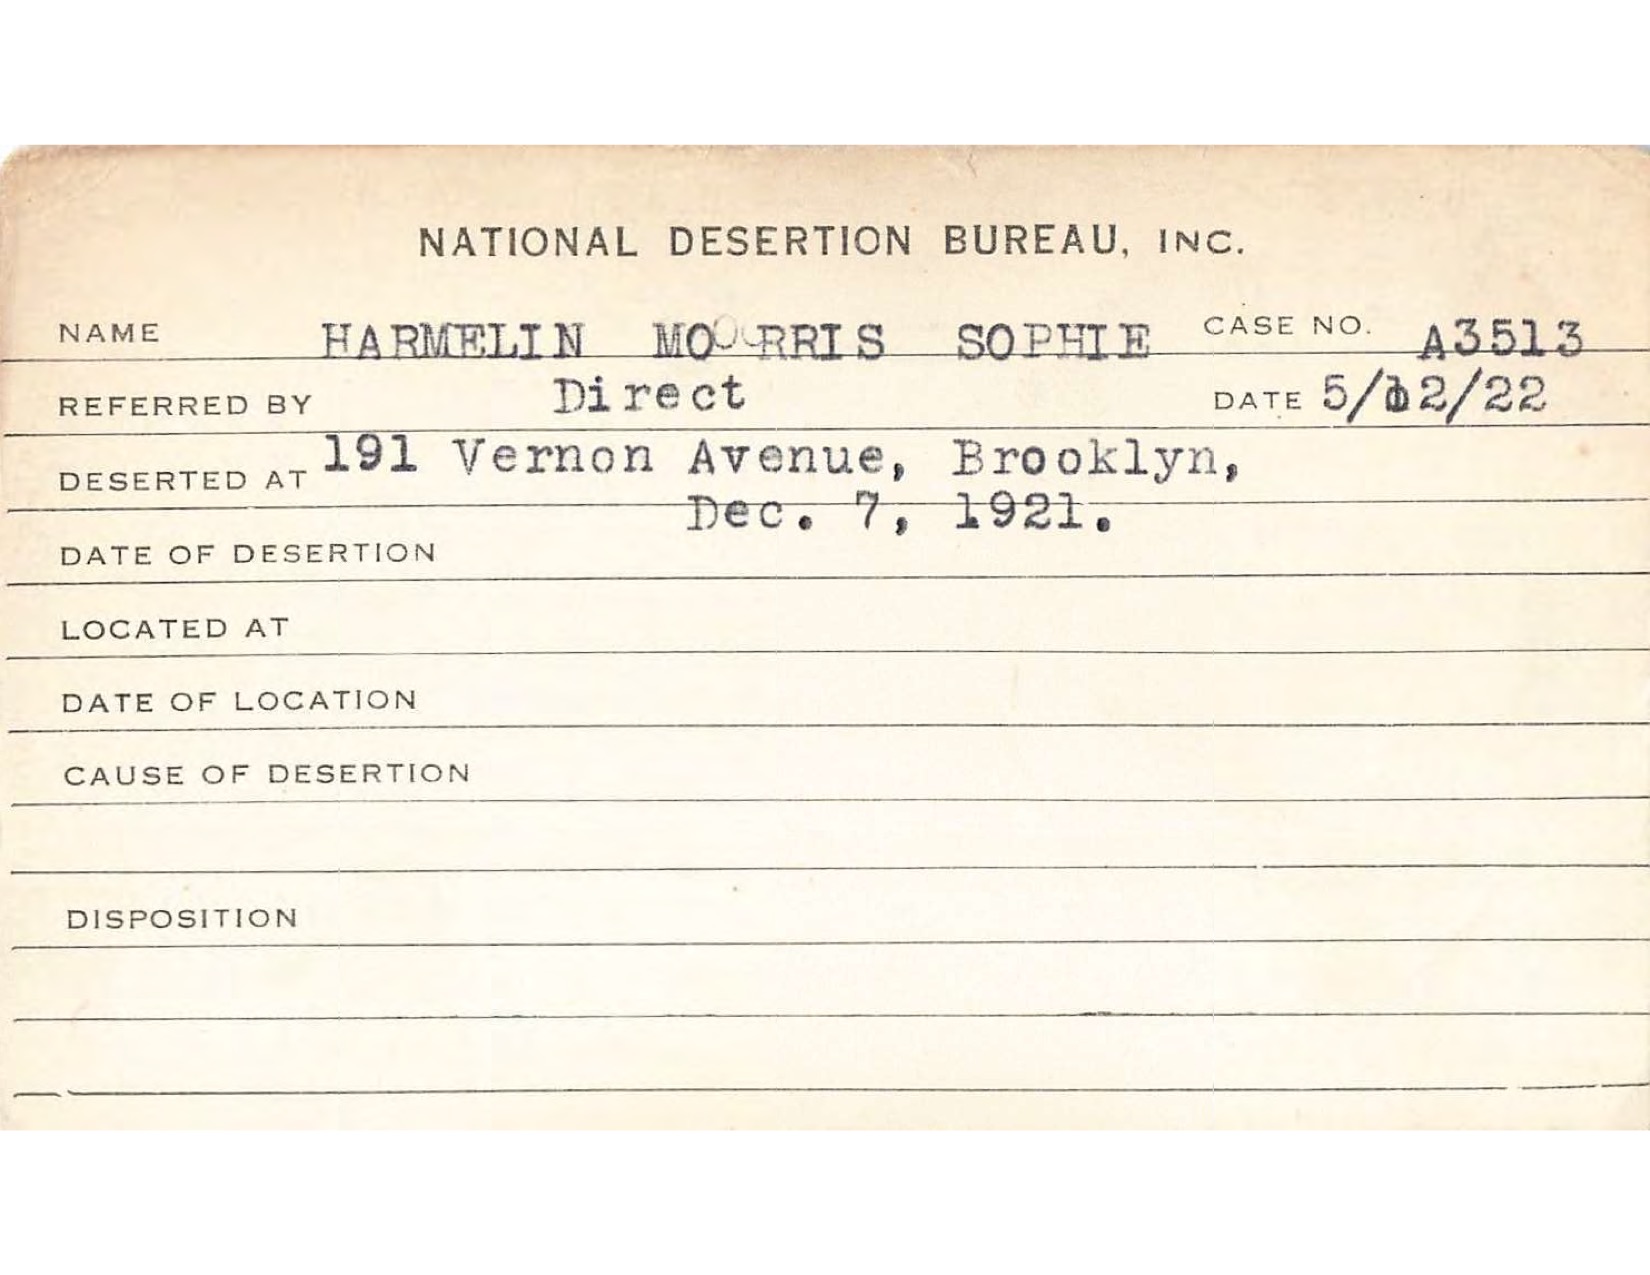 NATIONAL DESERTION BUREAU, INC.
NAME HARMELIN MORRIS SOPHIE CASE NO. A3513
REFERRED BY Direct DATE 5/12/22
DESERTED AT 191 Vernon Avenue, Brooklyn,
Dec. 7, 1921.
DATE OF DESERTION
LOCATED AT
DATE OF LOCATION
CAUSE OF DESERTION
DISPOSITION